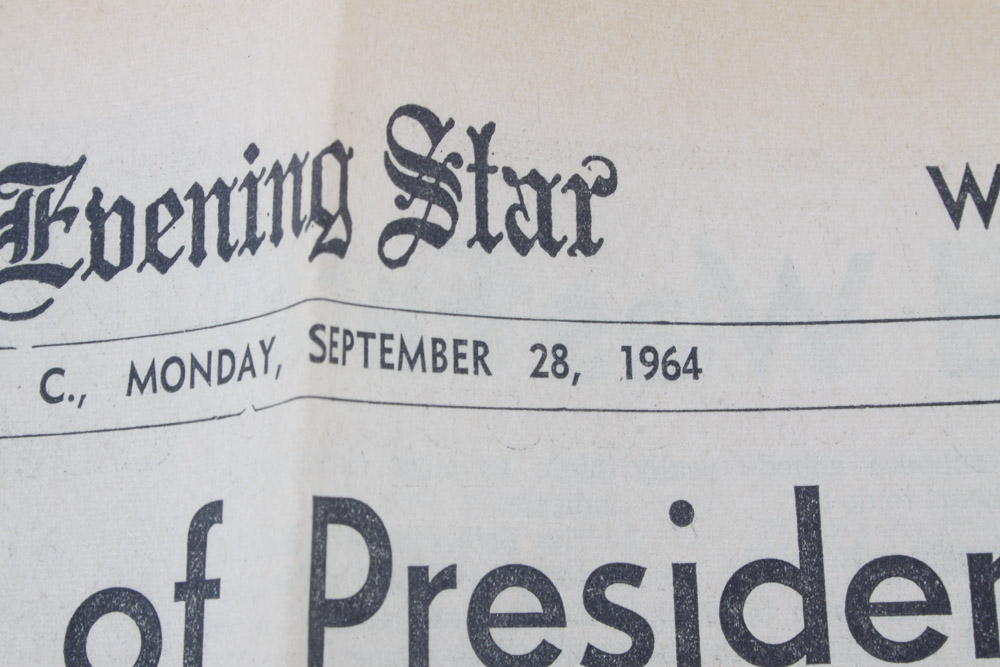 Evening Star W
C., MONDAY, SEPTEMBER 28, 1964
of Presiden